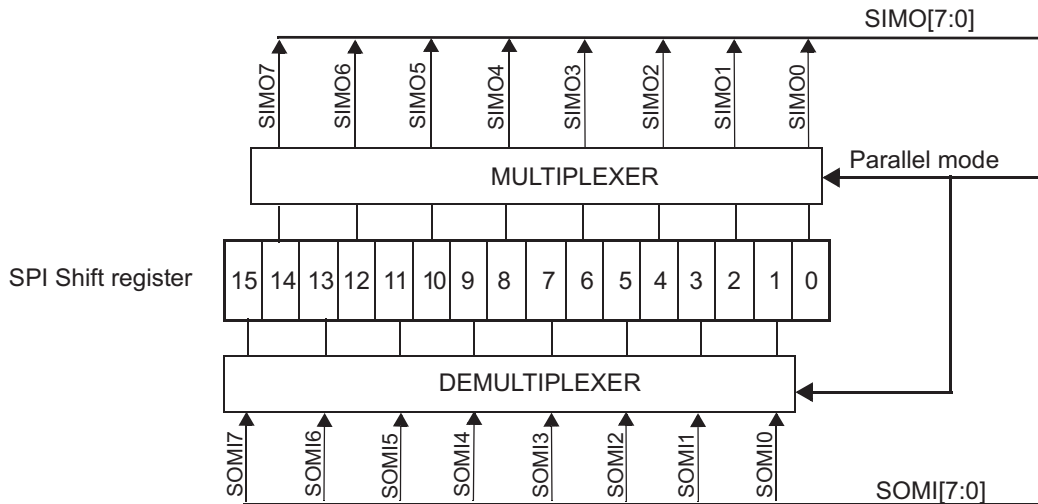 SIMO[7:0]
SIMO7 SIMO6 SIMO5 SIMO4 SIMO3 SIMO2 SIMO1 SIMO0
Parallel mode
MULTIPLEXER
SPI Shift register
15 14 13 12 11 10 9 8 7 6 5 4 3 2 1 0
DEMULTIPLEXER
SOMI7 SOMI6 SOMI5 SOMI4 SOMI3 SOMI2 SOMI1 SOMI0
SOMI[7:0]